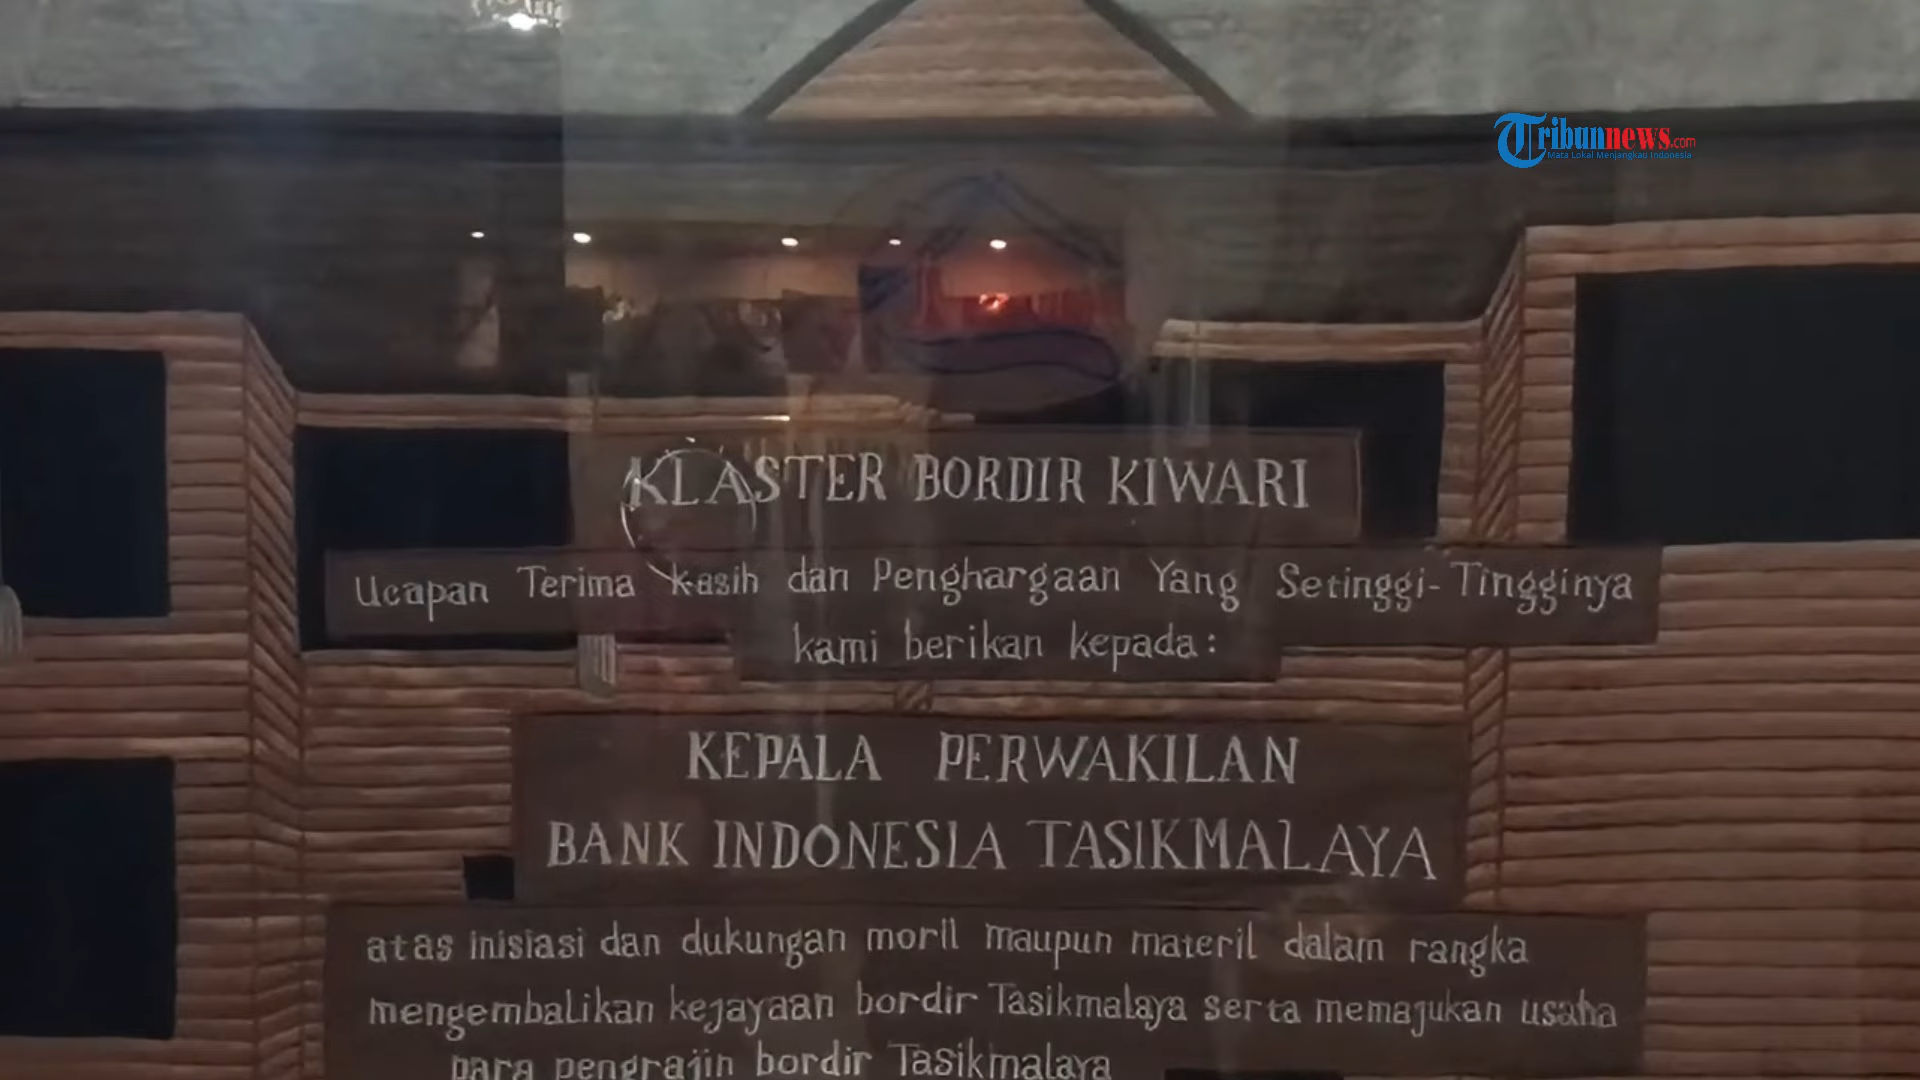 Tribunnews.com
Mata Lokal Menjangkau Indonesia
KLASTER BORDIR KIWARI
Ucapan Terima Kasih dan Penghargaan Yang Setinggi-Tingginya
kami berikan kepada:
KEPALA PERWAKILAN
BANK INDONESIA TASIKMALAYA
atas inisiasi dan dukungan moril maupun materil dalam rangka
mengembalikan kejayaan bordir Tasikmalaya serta memajukan usaha
para pengrajin bordir Tasikmalaya